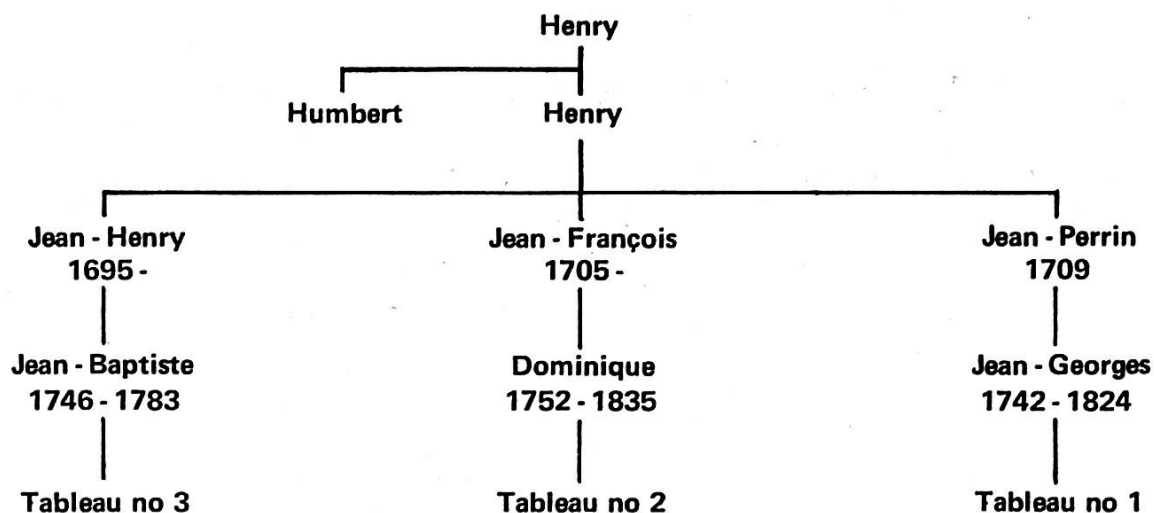 Henry
Humbert Henry
Jean - Henry Jean - François Jean - Perrin
1695 - 1705 - 1709
Jean - Baptiste Dominique Jean - Georges
1746 - 1783 1752 - 1835 1742 - 1824
Tableau no 3 Tableau no 2 Tableau no 1